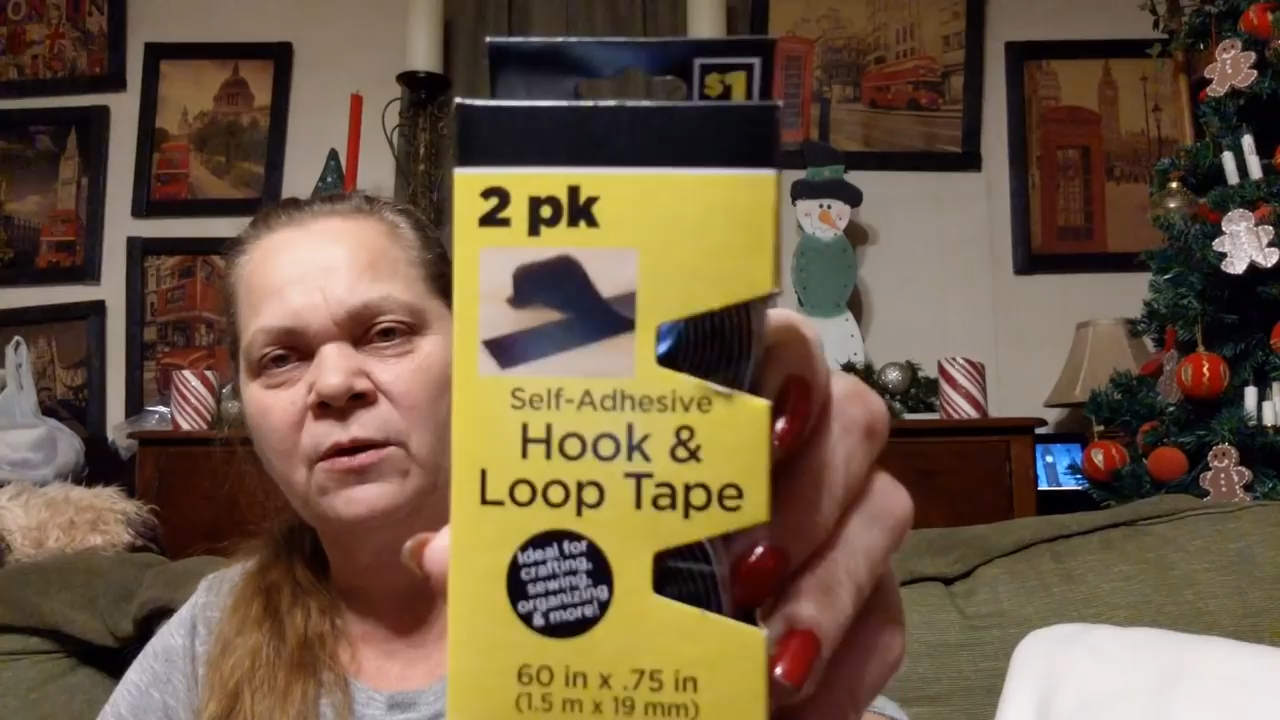 LONDON
$1
2 pk
Self-Adhesive
Hook &
Loop Tape
Ideal for
crafting,
sewing,
organizing
& more!
60 in x .75 in
(1.5 m x 19 mm)